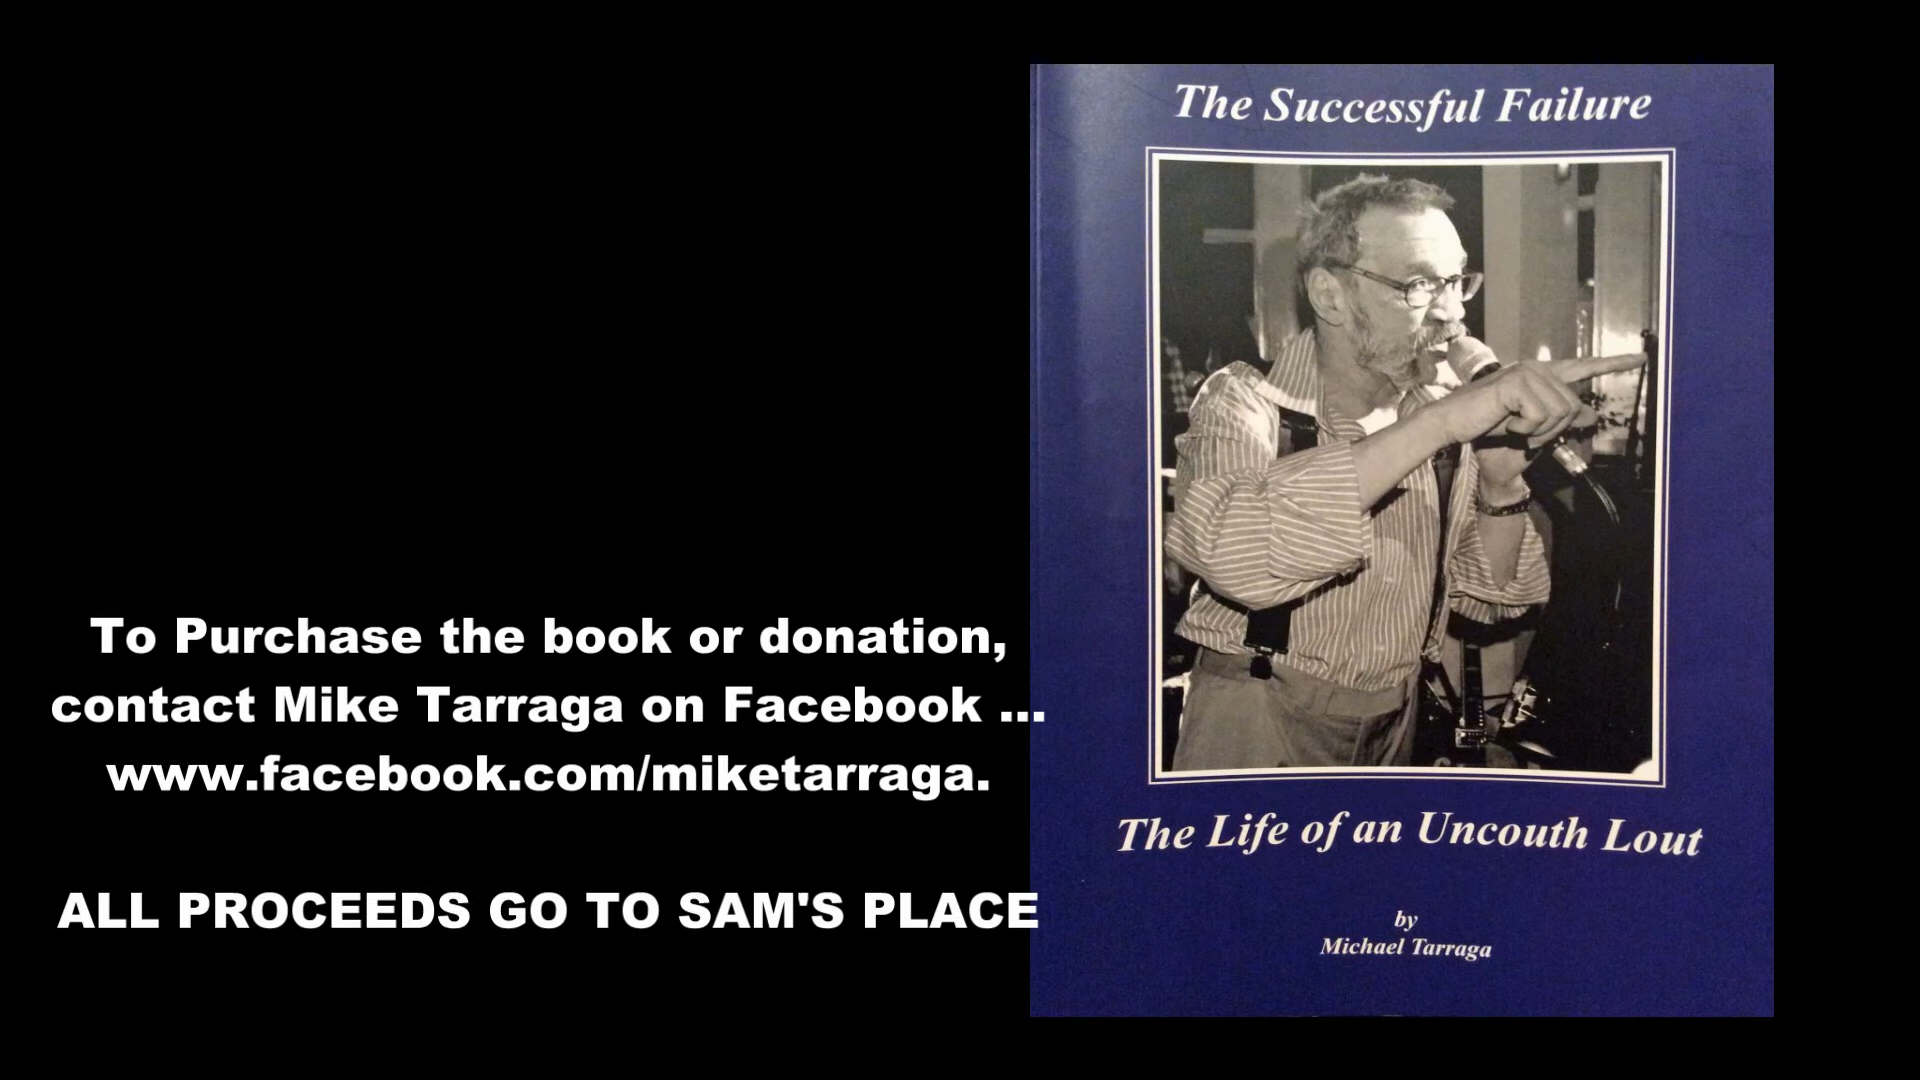 To Purchase the book or donation,
contact Mike Tarraga on Facebook ...
www.facebook.com/miketarraga.
ALL PROCEEDS GO TO SAM'S PLACE
The Successful Failure
The Life of an Uncouth Lout
by
Michael Tarraga